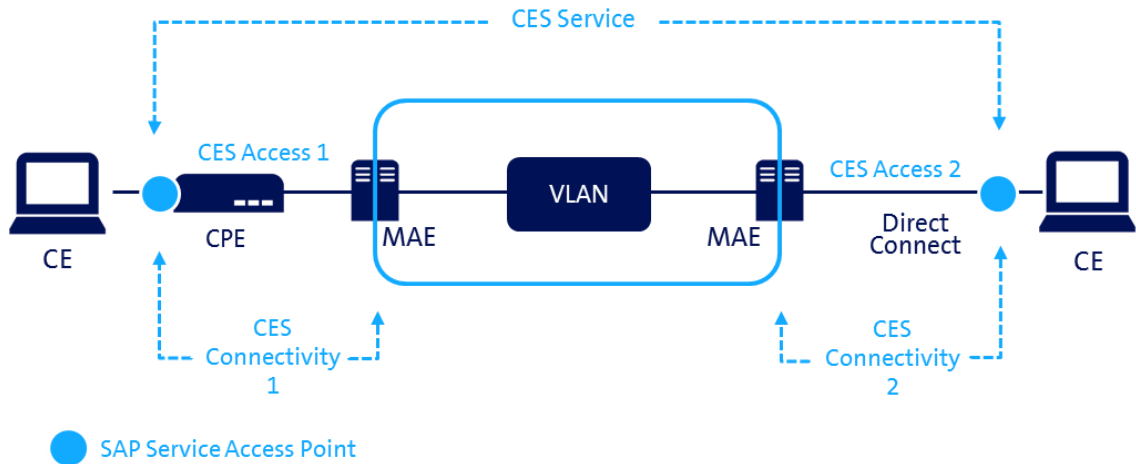 CES Service
CES Access 1
CES Access 2
VLAN
CE
CPE
MAE
MAE
Direct
Connect
CE
CES
Connectivity
1
CES
Connectivity
2
SAP Service Access Point